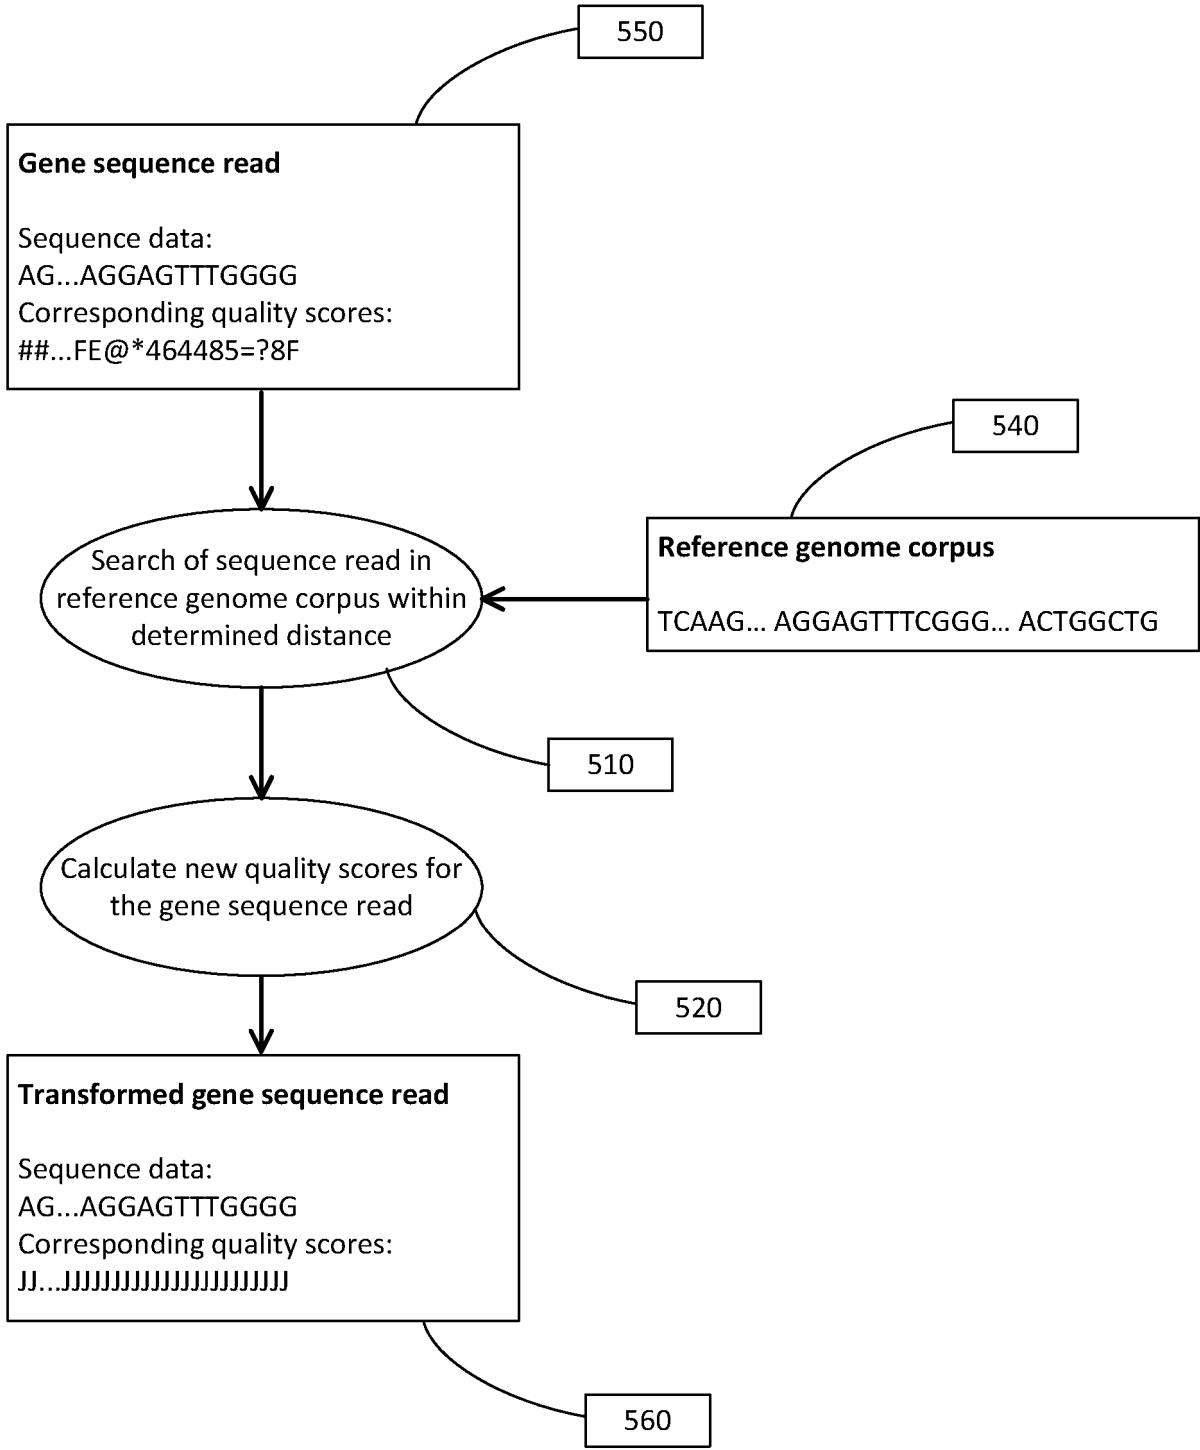 550
Gene sequence read
Sequence data:
AG...AGGAGTTTGGGG
Corresponding quality scores:
##...FE@*464485=?8F
540
Search of sequence read in
reference genome corpus within
determined distance
Reference genome corpus
TCAAG... AGGAGTTTCGGG... ACTGGCTG
510
Calculate new quality scores for
the gene sequence read
520
Transformed gene sequence read
Sequence data:
AG...AGGAGTTTGGGG
Corresponding quality scores:
JJ...JJJJJJJJJJJJJJJJJJJJJJJ
560